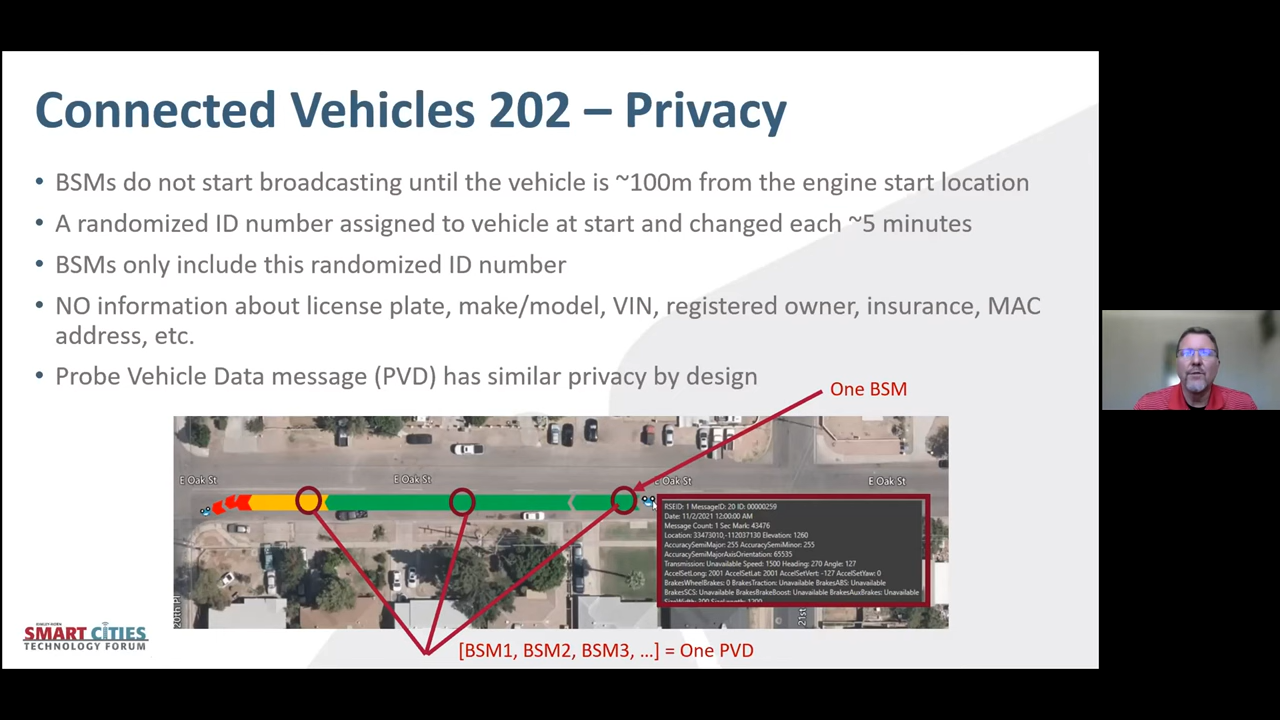 Connected Vehicles 202 – Privacy
• BSMs do not start broadcasting until the vehicle is ~100m from the engine start location
• A randomized ID number assigned to vehicle at start and changed each ~5 minutes
• BSMs only include this randomized ID number
• NO information about license plate, make/model, VIN, registered owner, insurance, MAC
address, etc.
• Probe Vehicle Data message (PVD) has similar privacy by design
One BSM
E Oak St
E Oak St
E Oak St
E Oak St
RSEID: 1 MessageID: 20 ID: 00000259
Date: 11/2/2021 12:00:00 AM
Message Count: 1 Sec Mark: 43476
Location: 33473010,-112037130 Elevation: 1260
AccuracySemiMajor: 255 AccuracySemiMinor: 255
AccuracySemiMajorAxisOrientation: 65535
Transmission: Unavailable Speed: 1500 Heading: 270 Angle: 127
AccelSetLong: 2001 AccelSetLat: 2001 AccelSetVert: -127 AccelSetYaw: 0
BrakesWheelBrakes: 0 BrakesTraction: Unavailable BrakesABS: Unavailable
BrakesSCS: Unavailable BrakesBrakeBoost: Unavailable BrakesAuxBrakes: Unavailable
20th Pl
21st
KIMLEY-HORN
SMART CITIES
TECHNOLOGY FORUM
[BSM1, BSM2, BSM3, …] = One PVD